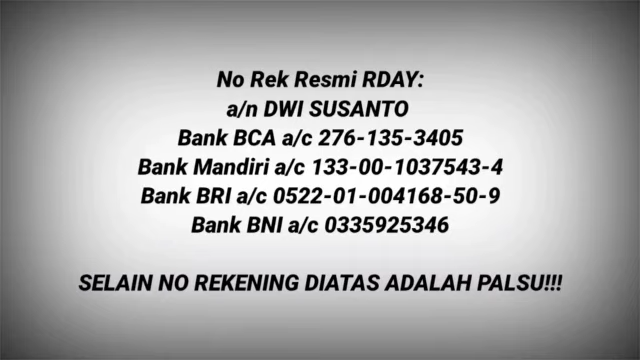 No Rek Resmi RDAY:
a/n DWI SUSANTO
Bank BCA a/c 276-135-3405
Bank Mandiri a/c 133-00-1037543-4
Bank BRI a/c 0522-01-004168-50-9
Bank BNI a/c 0335925346
SELAIN NO REKENING DIATAS ADALAH PALSU!!!